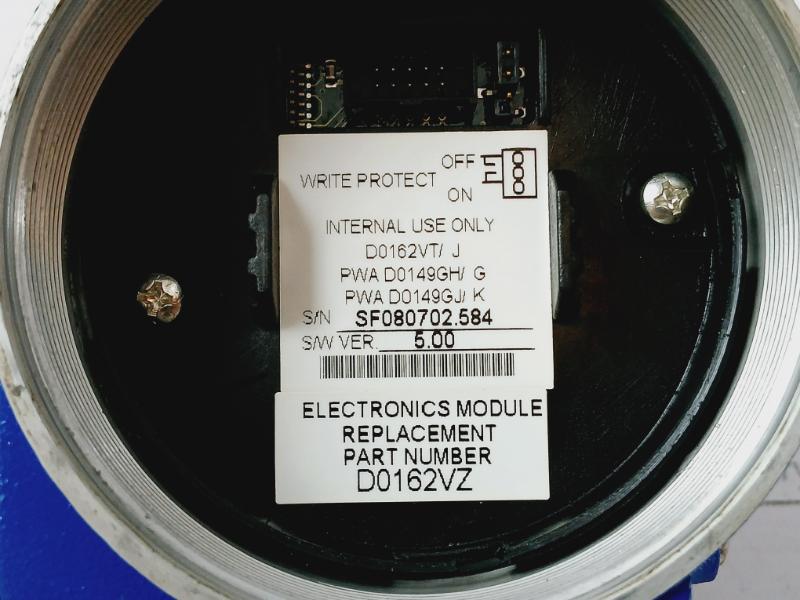 OFF
WRITE PROTECT
ON
INTERNAL USE ONLY
D0162VT/ J
PWA D0149GH/ G
PWA D0149GJ/ K
S/N SF080702.584
S/W VER. 5.00
ELECTRONICS MODULE
REPLACEMENT
PART NUMBER
D0162VZ